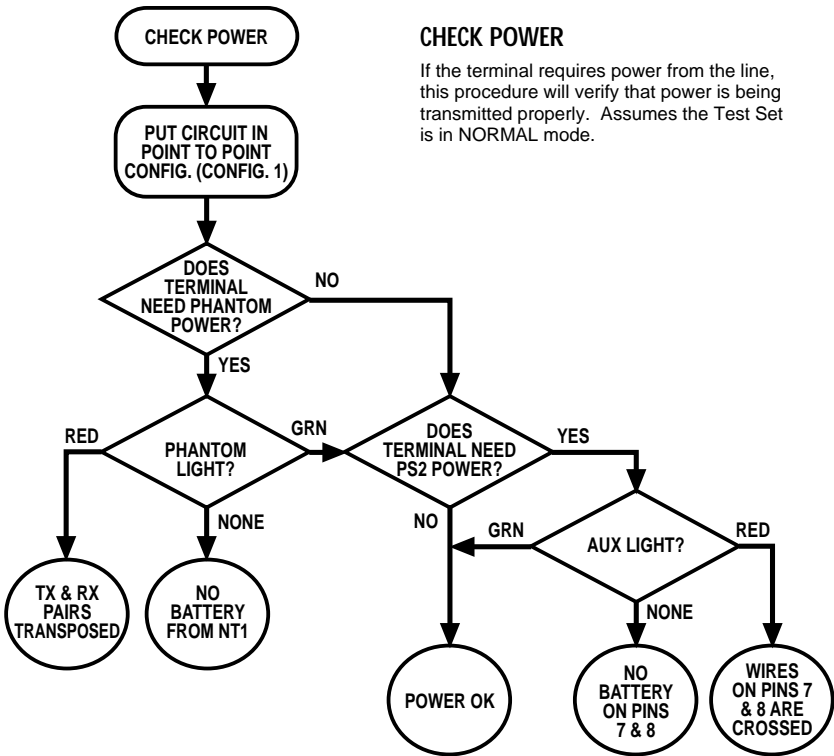 CHECK POWER
CHECK POWER
If the terminal requires power from the line,
this procedure will verify that power is being
transmitted properly. Assumes the Test Set
is in NORMAL mode.
PUT CIRCUIT IN
POINT TO POINT
CONFIG. (CONFIG. 1)
DOES
TERMINAL
NEED PHANTOM
POWER?
NO
YES
RED
PHANTOM
LIGHT?
GRN
NONE
DOES
TERMINAL NEED
PS2 POWER?
YES
NO
GRN
AUX LIGHT?
RED
NONE
TX & RX
PAIRS
TRANSPOSED
NO
BATTERY
FROM NT1
POWER OK
NO
BATTERY
ON PINS
7 & 8
WIRES
ON PINS 7
& 8 ARE
CROSSED